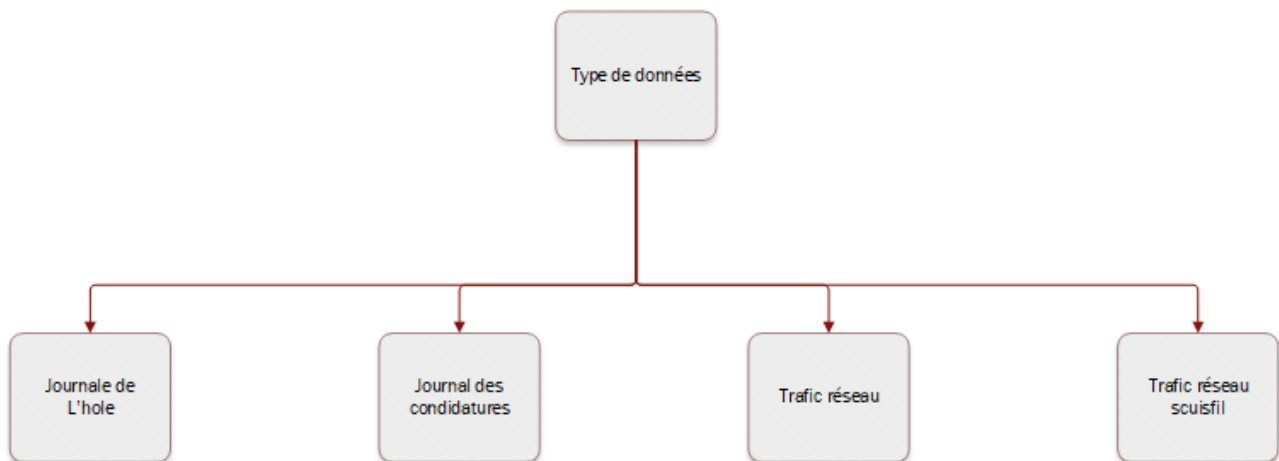 Type de données
Journale de
L'hole
Journal des
condidatures
Trafic réseau
Trafic réseau
scuisfil